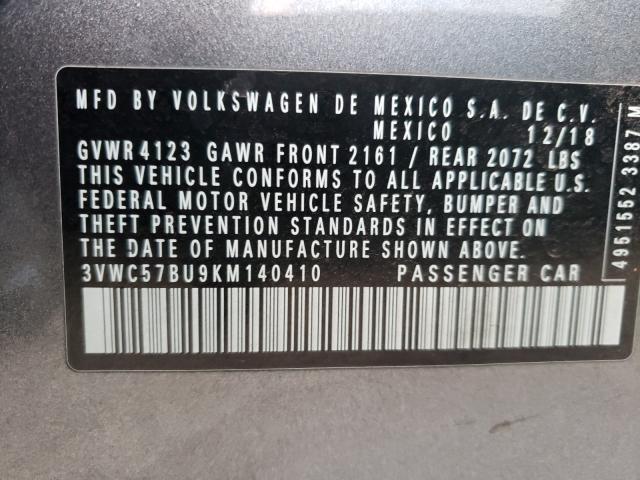 MFD BY VOLKSWAGEN DE MEXICO S.A. DE C.V.
MEXICO 12/18
GVWR 4123 GAWR FRONT 2161 / REAR 2072 LBS
THIS VEHICLE CONFORMS TO ALL APPLICABLE U.S.
FEDERAL MOTOR VEHICLE SAFETY, BUMPER AND
THEFT PREVENTION STANDARDS IN EFFECT ON
THE DATE OF MANUFACTURE SHOWN ABOVE.
3VWC57BU9KM140410 PASSENGER CAR
4951552 3387 M